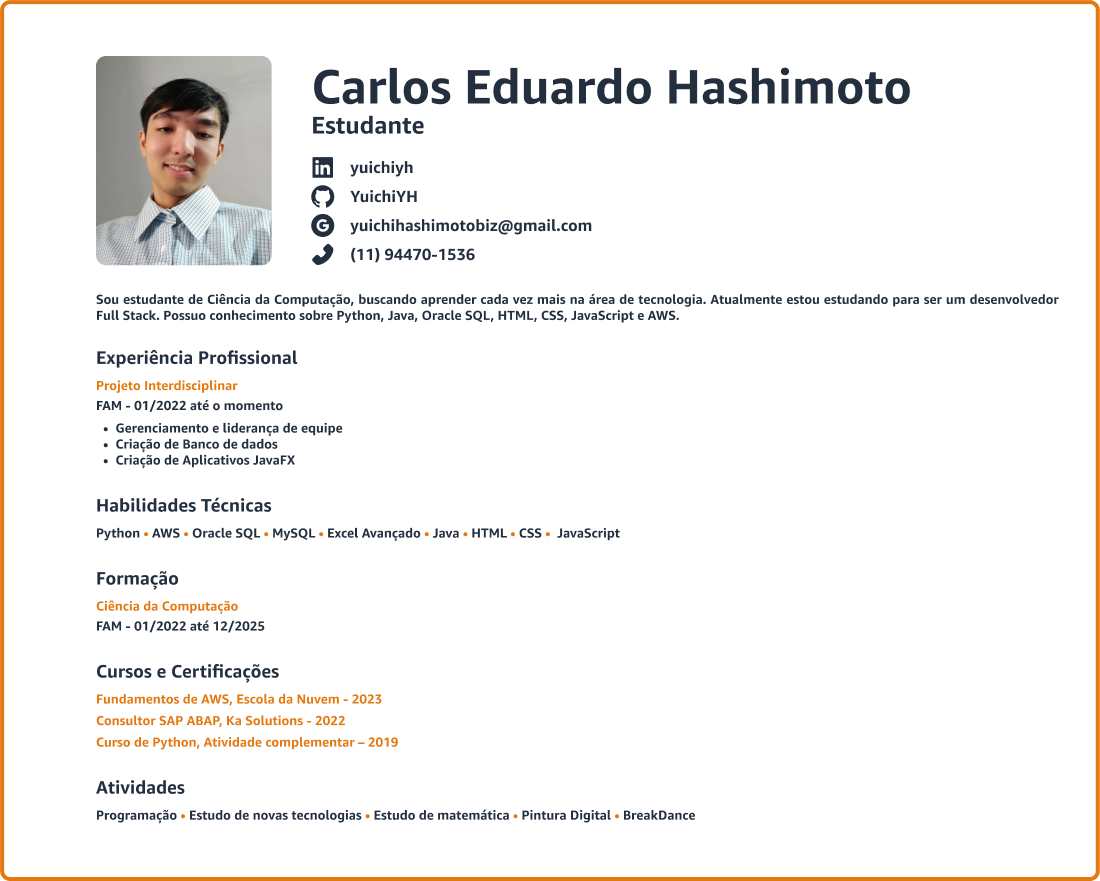 Carlos Eduardo Hashimoto
Estudante
in yuichiyh
YuichiYH
G yuichihashimotobiz@gmail.com
(11) 94470-1536
Sou estudante de Ciência da Computação, buscando aprender cada vez mais na área de tecnologia. Atualmente estou estudando para ser um desenvolvedor
Full Stack. Possuo conhecimento sobre Python, Java, Oracle SQL, HTML, CSS, JavaScript e AWS.
Experiência Profissional
Projeto Interdisciplinar
FAM - 01/2022 até o momento
• Gerenciamento e liderança de equipe
• Criação de Banco de dados
• Criação de Aplicativos JavaFX
Habilidades Técnicas
Python • AWS • Oracle SQL • MySQL • Excel Avançado • Java • HTML • CSS • JavaScript
Formação
Ciência da Computação
FAM - 01/2022 até 12/2025
Cursos e Certificações
Fundamentos de AWS, Escola da Nuvem - 2023
Consultor SAP ABAP, Ka Solutions - 2022
Curso de Python, Atividade complementar – 2019
Atividades
Programação • Estudo de novas tecnologias • Estudo de matemática • Pintura Digital • BreakDance